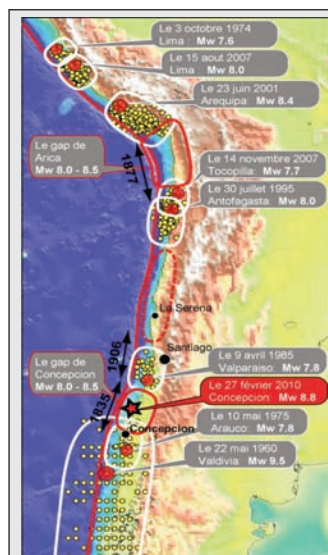 Le 3 octobre 1974
Lima : Mw 7.6
Le 15 aout 2007
Lima : Mw 8.0
Le 23 juin 2001
Arequipa: Mw 8.4
Le gap de
Arica
Mw 8.0 - 8.5
1877
Le 14 novembre 2007
Tocopilla: Mw 7.7
Le 30 juillet 1995
Antofagasta: Mw 8.0
La Serena
1906
Santiago
Le 9 avril 1985
Valparaiso: Mw 7.8
Le gap de
Concepcion
Mw 8.0 - 8.5
1835
Le 27 février 2010
Concepcion: Mw 8.8
Le 10 mai 1975
Arauco: Mw 7.8
Concepcion
Le 22 mai 1960
Valdivia: Mw 9.5